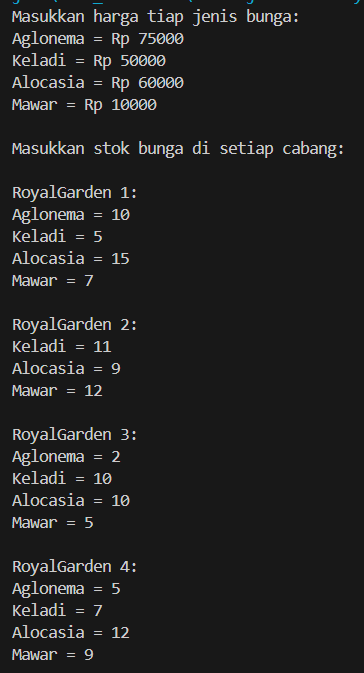 Masukkan harga tiap jenis bunga:
Aglonema = Rp 75000
Keladi = Rp 50000
Alocasia = Rp 60000
Mawar = Rp 10000

Masukkan stok bunga di setiap cabang:

RoyalGarden 1:
Aglonema = 10
Keladi = 5
Alocasia = 15
Mawar = 7

RoyalGarden 2:
Keladi = 11
Alocasia = 9
Mawar = 12

RoyalGarden 3:
Aglonema = 2
Keladi = 10
Alocasia = 10
Mawar = 5

RoyalGarden 4:
Aglonema = 5
Keladi = 7
Alocasia = 12
Mawar = 9